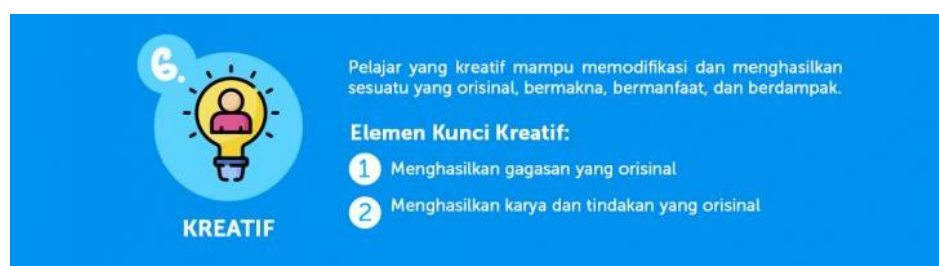 6.
KREATIF
Pelajar yang kreatif mampu memodifikasi dan menghasilkan
sesuatu yang orisinal, bermakna, bermanfaat, dan berdampak.
Elemen Kunci Kreatif:
1 Menghasilkan gagasan yang orisinal
2 Menghasilkan karya dan tindakan yang orisinal